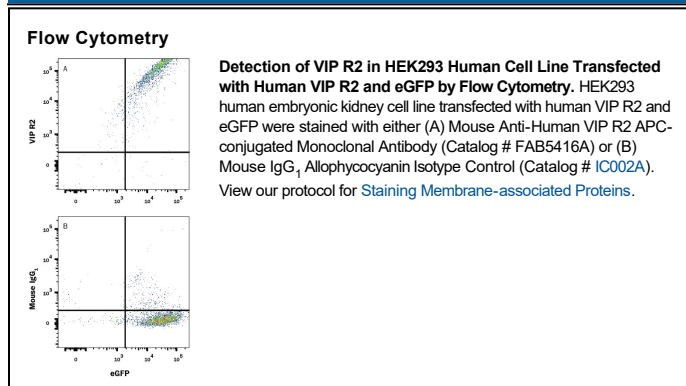 Flow Cytometry
A
10⁵
10⁴
10³
0
VIP R2
0 10³ 10⁴ 10⁵
B
10⁵
10⁴
10³
0
Mouse IgG₁
0 10³ 10⁴ 10⁵
eGFP
Detection of VIP R2 in HEK293 Human Cell Line Transfected
with Human VIP R2 and eGFP by Flow Cytometry. HEK293
human embryonic kidney cell line transfected with human VIP R2 and
eGFP were stained with either (A) Mouse Anti-Human VIP R2 APC-
conjugated Monoclonal Antibody (Catalog # FAB5416A) or (B)
Mouse IgG₁ Allophycocyanin Isotype Control (Catalog # IC002A).
View our protocol for Staining Membrane-associated Proteins.